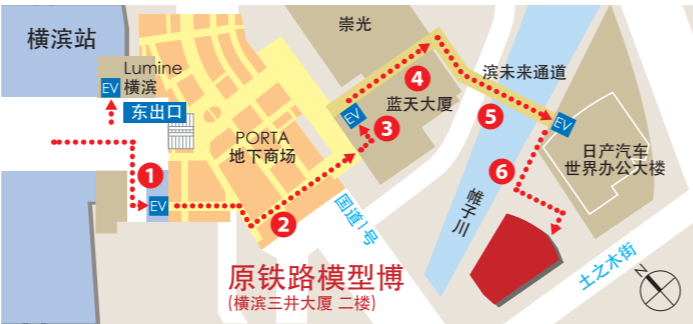 横滨站
Lumine
横滨
EV
东出口
1
EV
PORTA
地下商场
2
崇光
EV
3
4
蓝天大厦
滨未来通道
5
EV
6
日产汽车
世界办公大楼
国道1号
帷子川
土之木街
原铁路模型博
(横滨三井大厦 二楼)
N